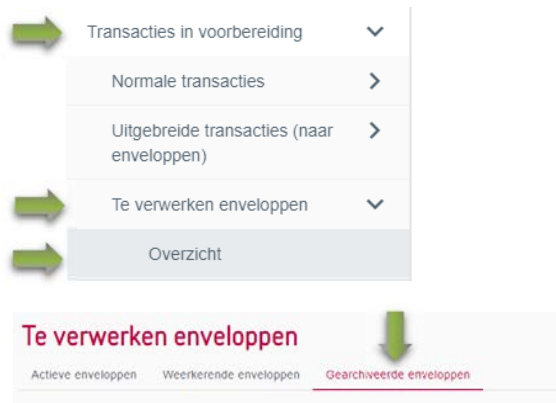 Transacties in voorbereiding
Normale transacties
Uitgebreide transacties (naar
enveloppen)
Te verwerken enveloppen
Overzicht
Te verwerken enveloppen
Actieve enveloppen Weerkerende enveloppen Gearchiveerde enveloppen